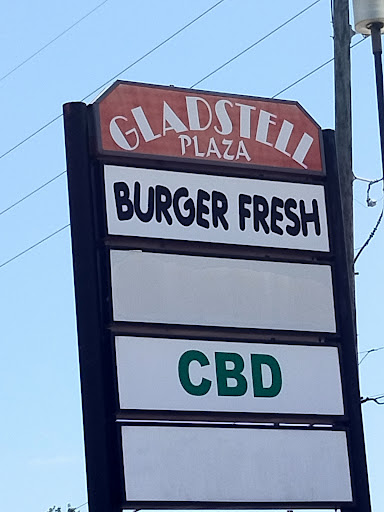 GLADSTELL
PLAZA
BURGER FRESH
CBD